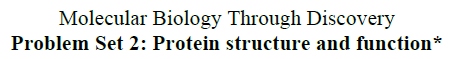 Molecular Biology Through Discovery
Problem Set 2: Protein structure and function*